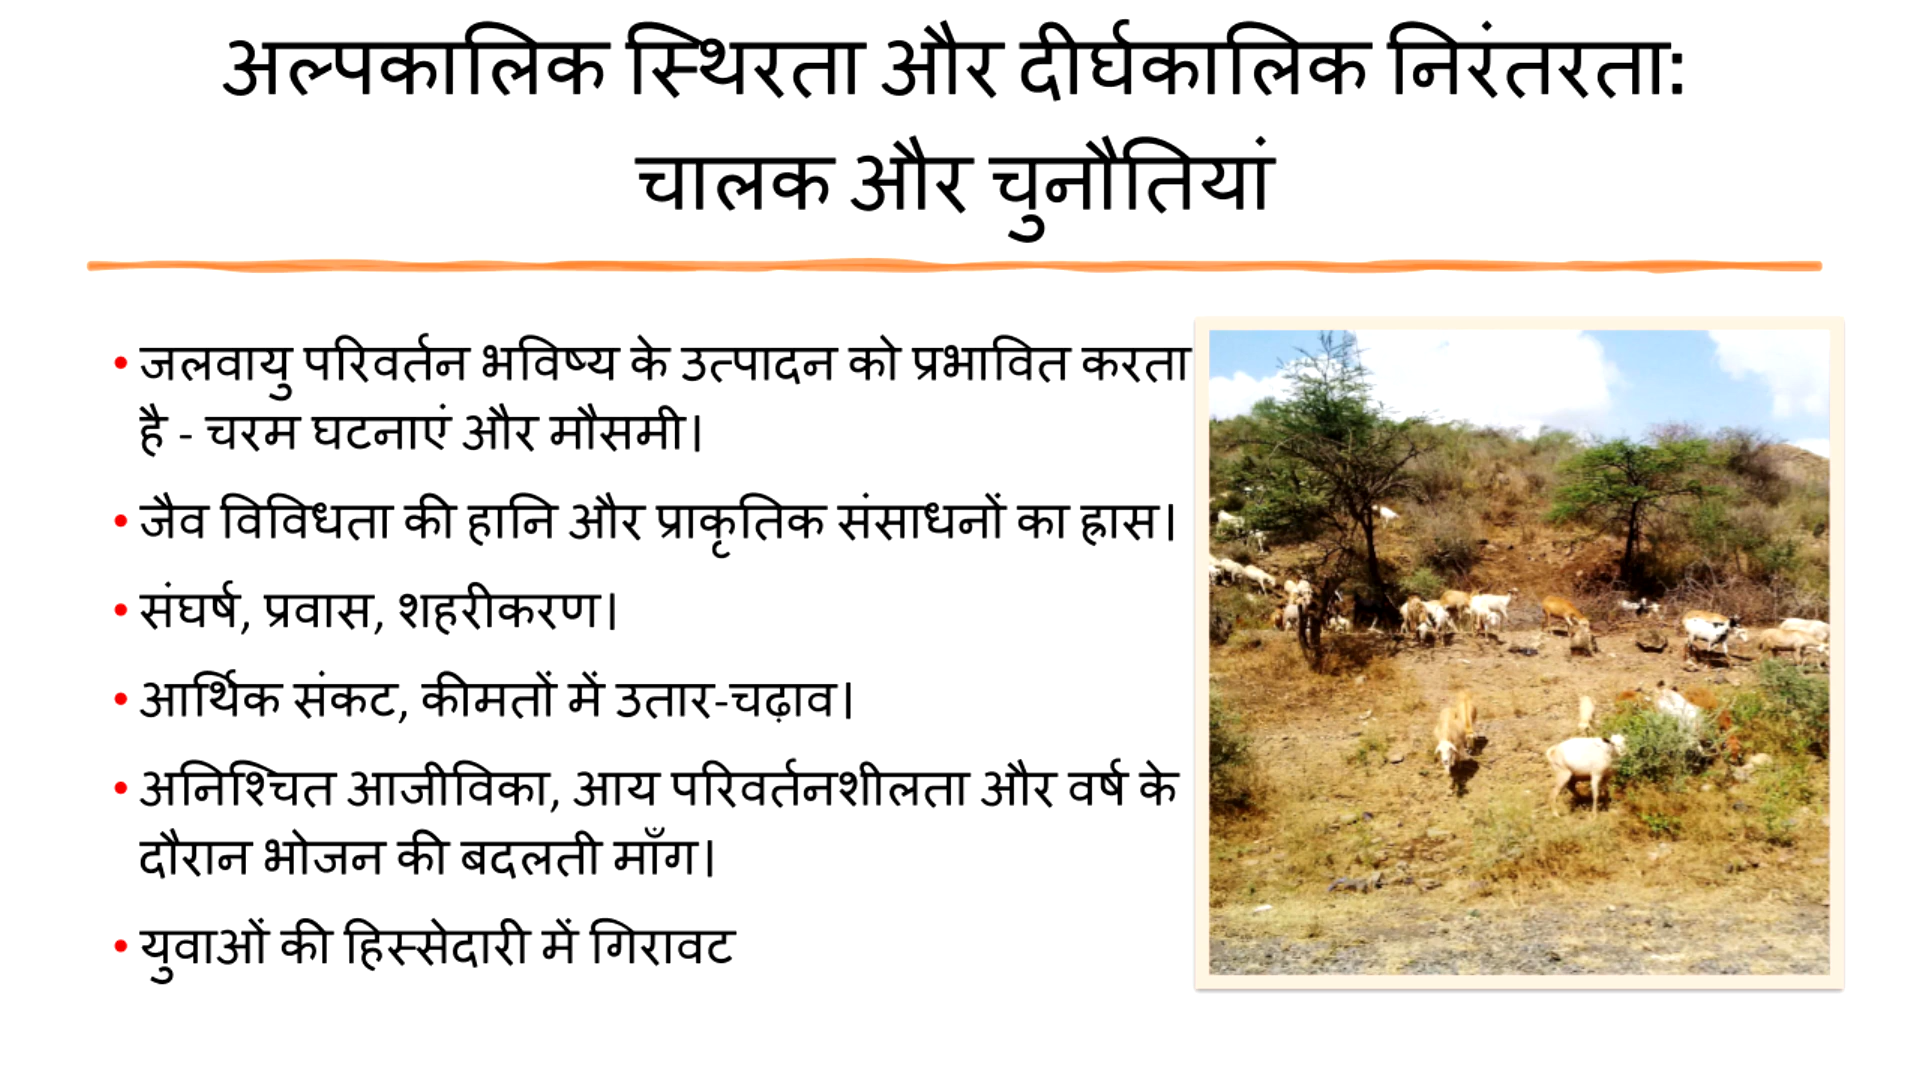 अल्पकालिक स्थिरता और दीर्घकालिक निरंतरता:
चालक और चुनौतियां
• जलवायु परिवर्तन भविष्य के उत्पादन को प्रभावित करता
है - चरम घटनाएं और मौसमी।
• जैव विविधता की हानि और प्राकृतिक संसाधनों का ह्रास।
• संघर्ष, प्रवास, शहरीकरण।
• आर्थिक संकट, कीमतों में उतार-चढ़ाव।
• अनिश्चित आजीविका, आय परिवर्तनशीलता और वर्ष के
दौरान भोजन की बदलती माँग।
• युवाओं की हिस्सेदारी में गिरावट